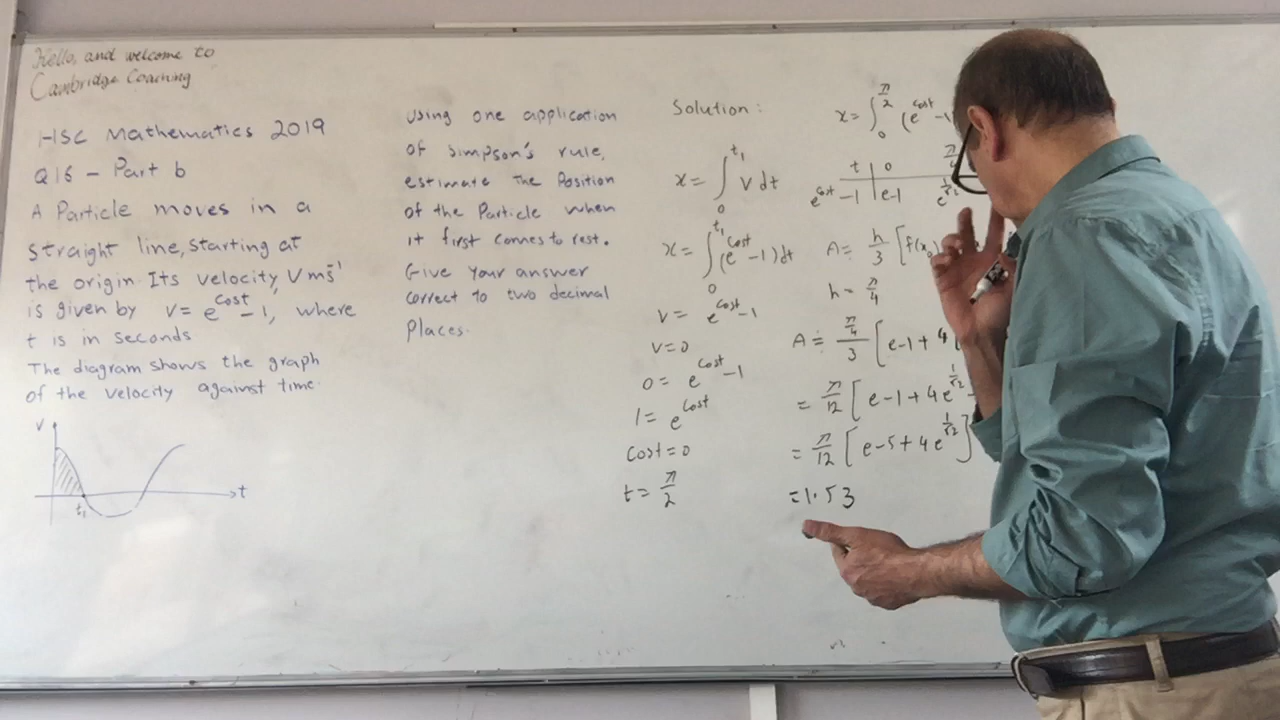 Hello, and welcome to
Cambridge Coaching
HSC Mathematics 2019
Q16 - Part b
A Particle moves in a
straight line, starting at
the origin. Its velocity, V ms⁻¹
is given by v = e^cost - 1, where
t is in seconds
The diagram shows the graph
of the velocity against time.
V
t₁
t
using one application
of Simpson's rule,
estimate the Position
of the Particle when
it first comes to rest.
Give your answer
correct to two decimal
Places.
Solution:
x = ∫₀^t₁ v dt
x = ∫₀^t₁ (e^cost - 1) dt
v = e^cost - 1
v = 0
0 = e^cost - 1
1 = e^cost
cost = 0
t = π/2
x = ∫₀^π/2 (e^cost -
t | 0
e^cost - 1 | e-1 e^1/√2
A = h/3 [f(x₀)
h = π/4
A ≑ π/4/3 [e-1+4
= π/12 [e-1+4e^1/√2
= π/12 [e-5+4e^1/√2]
= 1.53